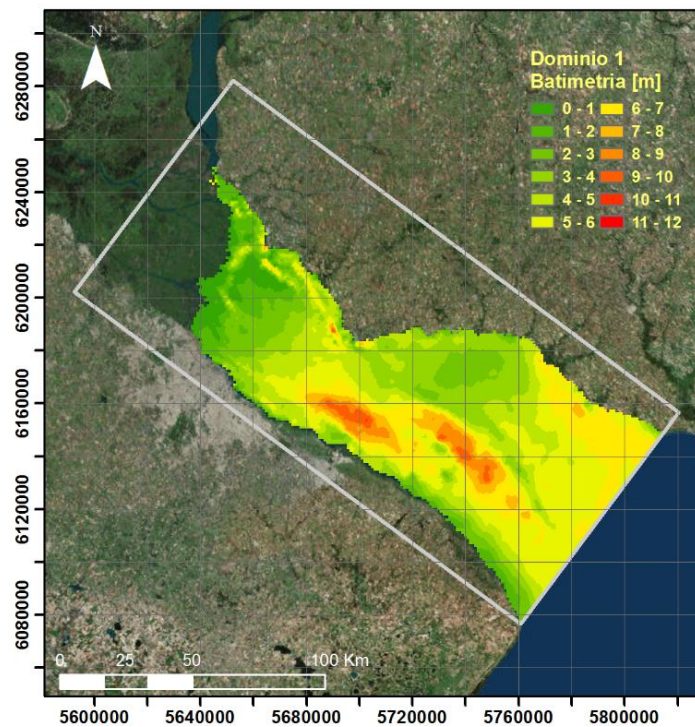 N
Dominio 1
Batimetria [m]
0 - 1 6 - 7
1 - 2 7 - 8
2 - 3 8 - 9
3 - 4 9 - 10
4 - 5 10 - 11
5 - 6 11 - 12
6280000
6240000
6200000
6160000
6120000
6080000
0 25 50 100 Km
5600000 5640000 5680000 5720000 5760000 5800000